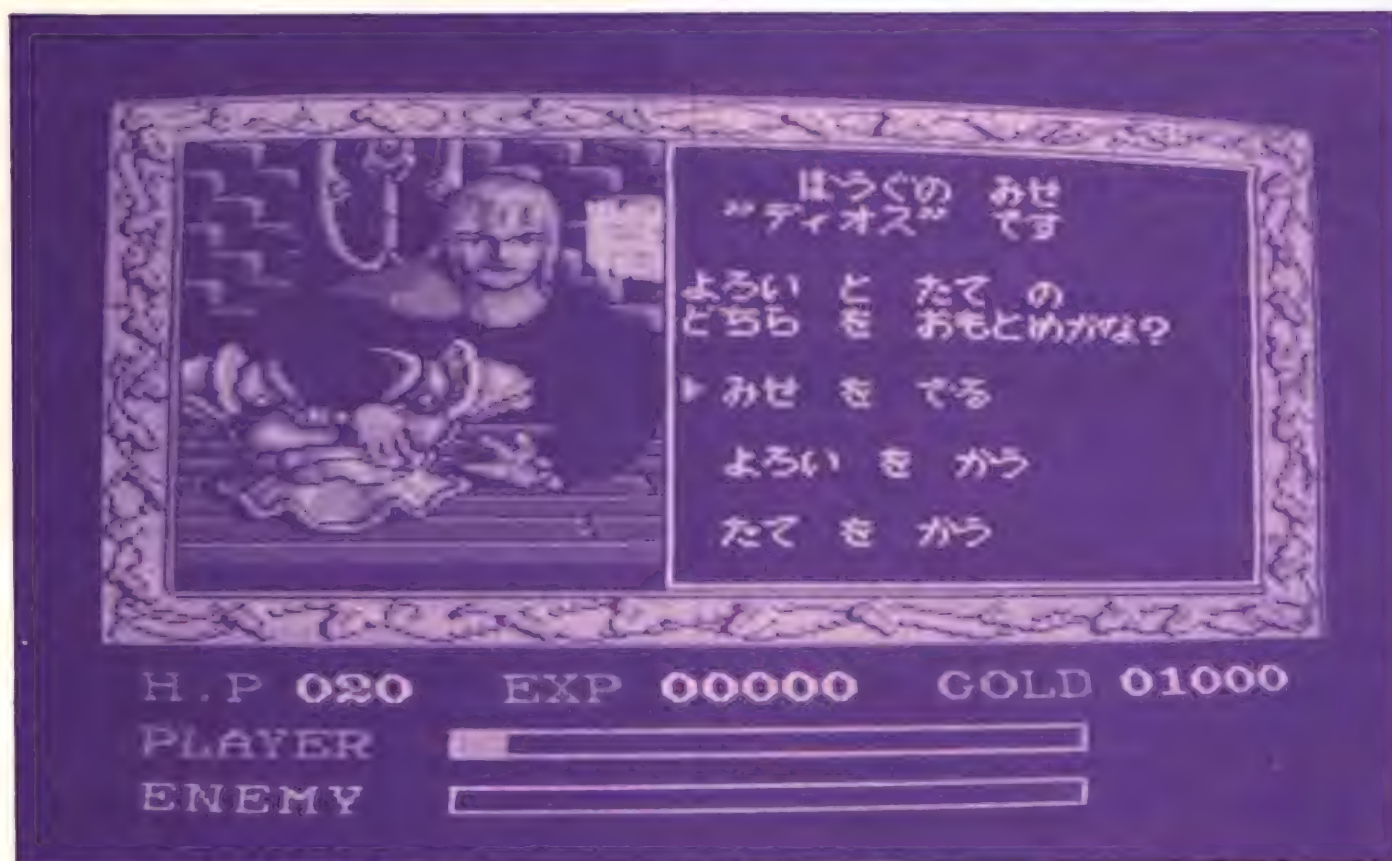 ぼうぐの みせ
"ディオス" です
よろい と たて の
どちら を おもとめかな?
みせ を でる
よろい を かう
たて を かう
H.P 020 EXP 00000 GOLD 01000
PLAYER
ENEMY